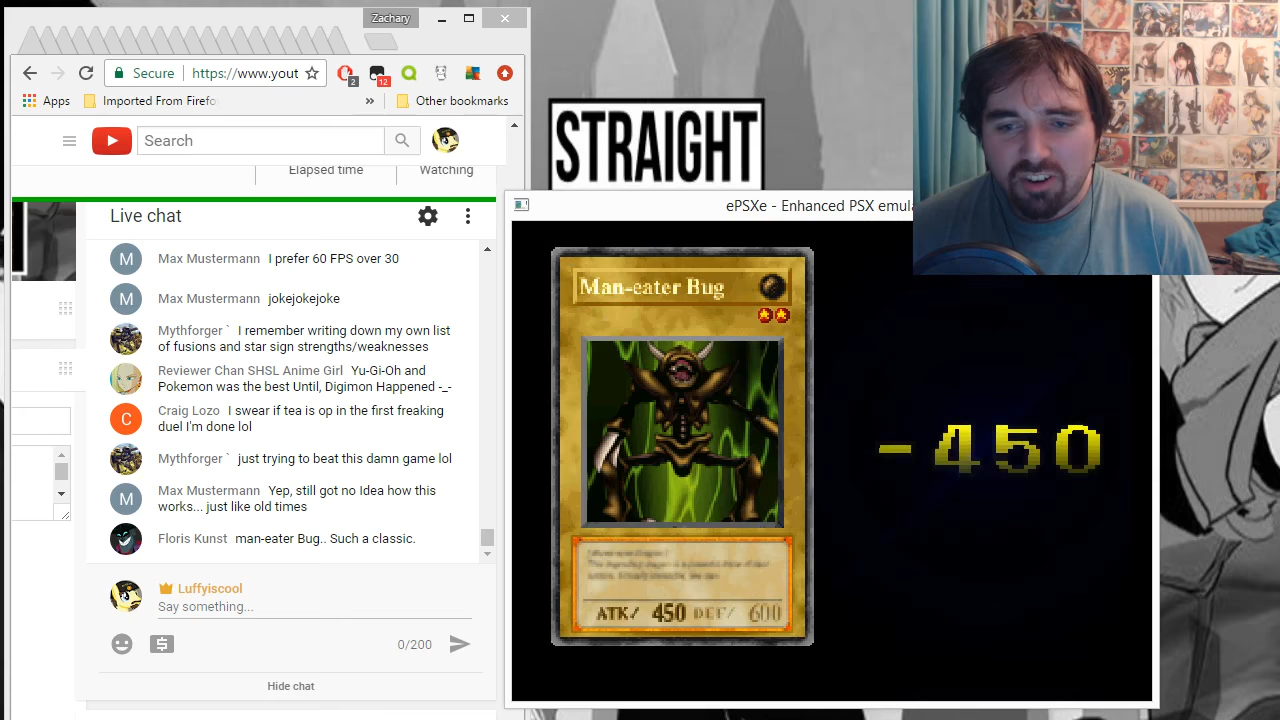 Zachary
Secure https://www.yout
Apps Imported From Firefo » Other bookmarks
2 12
Search
Elapsed time Watching
Live chat
M Max Mustermann I prefer 60 FPS over 30
M Max Mustermann jokejokejoke
Mythforger ` I remember writing down my own list
of fusions and star sign strengths/weaknesses
Reviewer Chan SHSL Anime Girl Yu-Gi-Oh and
Pokemon was the best Until, Digimon Happened -_-
C Craig Lozo I swear if tea is op in the first freaking
duel I'm done lol
Mythforger ` just trying to beat this damn game lol
M Max Mustermann Yep, still got no Idea how this
works... just like old times
Floris Kunst man-eater Bug.. Such a classic.
Luffyiscool
Say something...
0/200
Hide chat
STRAIGHT
ePSXe - Enhanced PSX emula
Man-eater Bug
ATK/ 450 DEF/ 600
-450